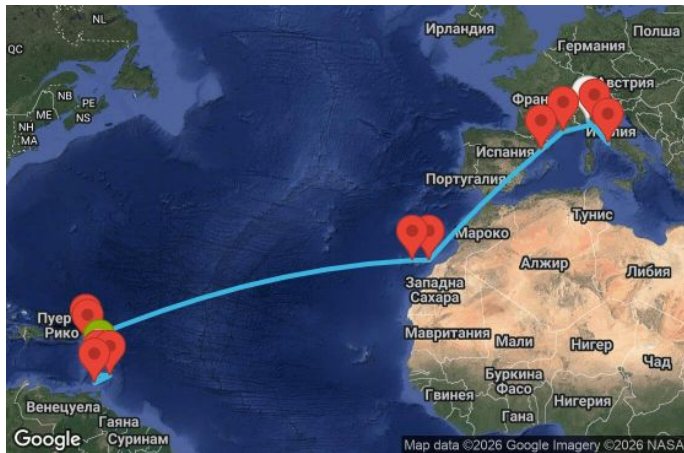 NL
QC
NB
PE
ME
NS
NH
MA
Ирландия
Полша
Германия
Австрия
Италия
Испания
Португалия
Тунис
Мароко
Алжир
Либия
Западна
Сахара
Пуер
Рико
Мавритания
Мали
Нигер
Чад
Буркина
Фасо
Гвинея
Нигерия
Гана
Венецуела
Гаяна
Суринам
Google
Map data ©2026 Google Imagery ©2026 NASA